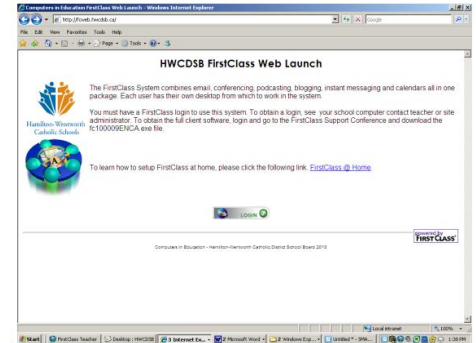 Computers in Education FirstClass Web Launch - Windows Internet Explorer
http://fcweb.hwcdsb.ca/
Google
File Edit View Favorites Tools Help
Page Tools
HWCDSB FirstClass Web Launch
The FirstClass System combines email, conferencing, podcasting, blogging, instant messaging and calendars all in one
package. Each user has their own desktop from which to work in the system.
You must have a FirstClass login to use this system. To obtain a login, see your school computer contact teacher or site
administrator. To obtain the full client software, login and go to the FirstClass Support Conference and download the
fc100009ENCA.exe file.
Hamilton-Wentworth
Catholic Schools
To learn how to setup FirstClass at home, please click the following link. FirstClass @ Home
LOGIN
powered by
FIRSTCLASS
Computers in Education - Hamilton-Wentworth Catholic District School Board 2010
Local intranet 100%
Start FirstClass Teacher Desktop : HWCDSB 3 Internet Ex... 2 Microsoft Word 2 Windows Exp... Untitled 1:38 PM